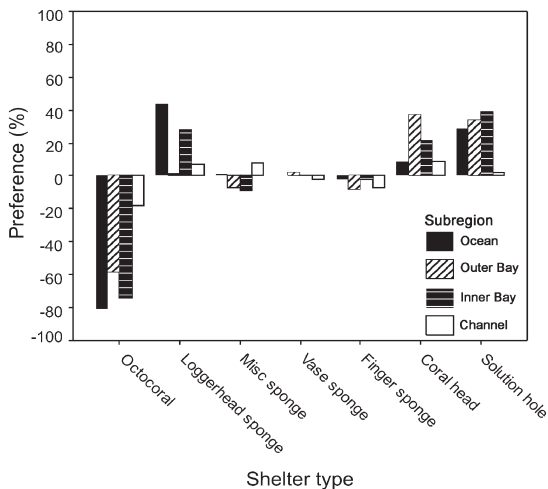 Preference (%)
100
80
60
40
20
0
-20
-40
-60
-80
-100
Subregion
Ocean
Outer Bay
Inner Bay
Channel
Octocoral
Loggerhead sponge
Misc sponge
Vase sponge
Finger sponge
Coral head
Solution hole
Shelter type